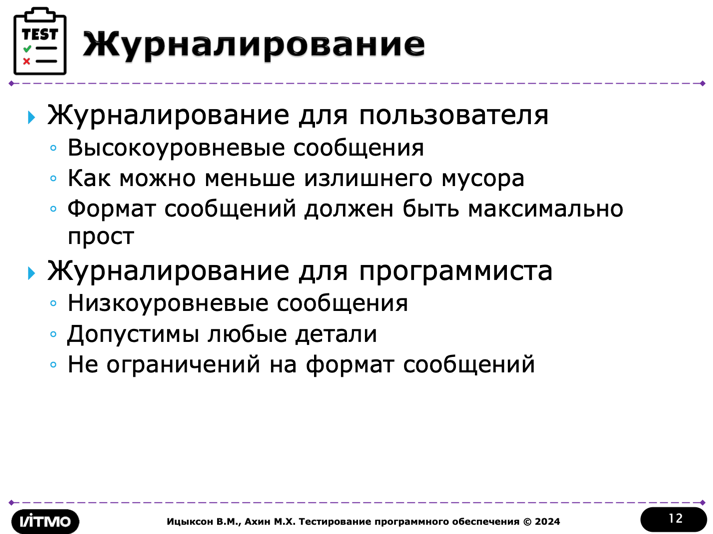 TEST
Журналирование
Журналирование для пользователя
Высокоуровневые сообщения
Как можно меньше излишнего мусора
Формат сообщений должен быть максимально
прост
Журналирование для программиста
Низкоуровневые сообщения
Допустимы любые детали
Не ограничений на формат сообщений
ИТМО
Ицыксон В.М., Ахин М.Х. Тестирование программного обеспечения © 2024
12